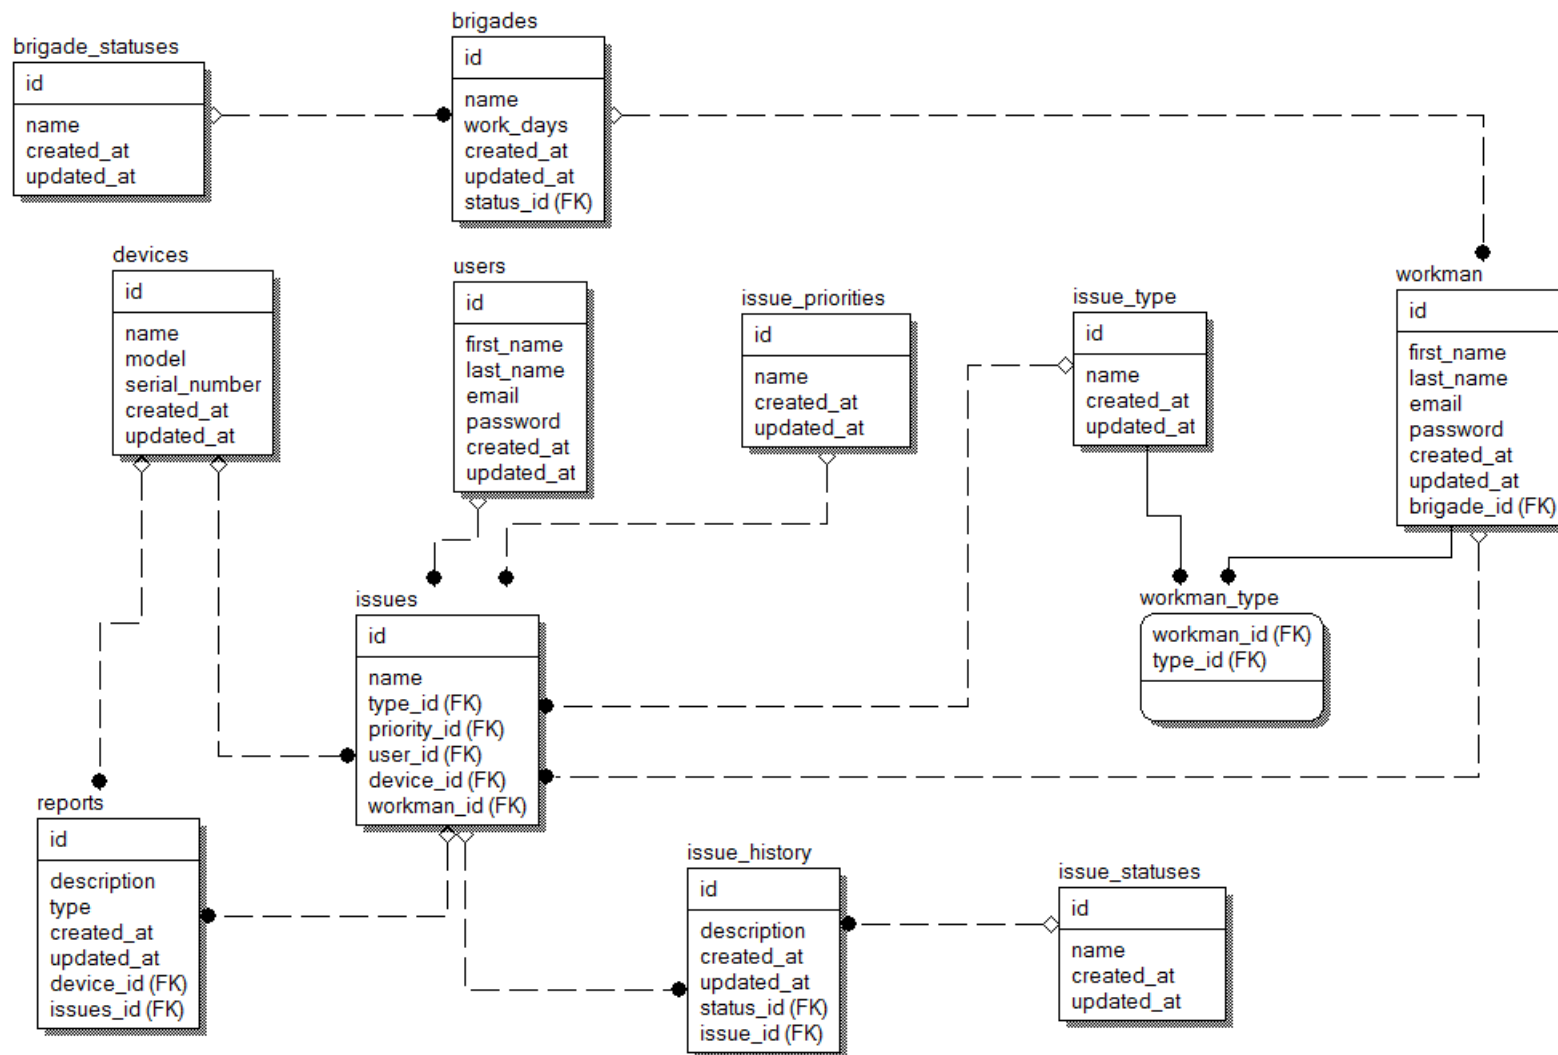 brigade_statuses
id
name
created_at
updated_at
brigades
id
name
work_days
created_at
updated_at
status_id (FK)
devices
id
name
model
serial_number
created_at
updated_at
users
id
first_name
last_name
email
password
created_at
updated_at
issue_priorities
id
name
created_at
updated_at
issue_type
id
name
created_at
updated_at
workman
id
first_name
last_name
email
password
created_at
updated_at
brigade_id (FK)
workman_type
workman_id (FK)
type_id (FK)
issues
id
name
type_id (FK)
priority_id (FK)
user_id (FK)
device_id (FK)
workman_id (FK)
reports
id
description
type
created_at
updated_at
device_id (FK)
issues_id (FK)
issue_history
id
description
created_at
updated_at
status_id (FK)
issue_id (FK)
issue_statuses
id
name
created_at
updated_at